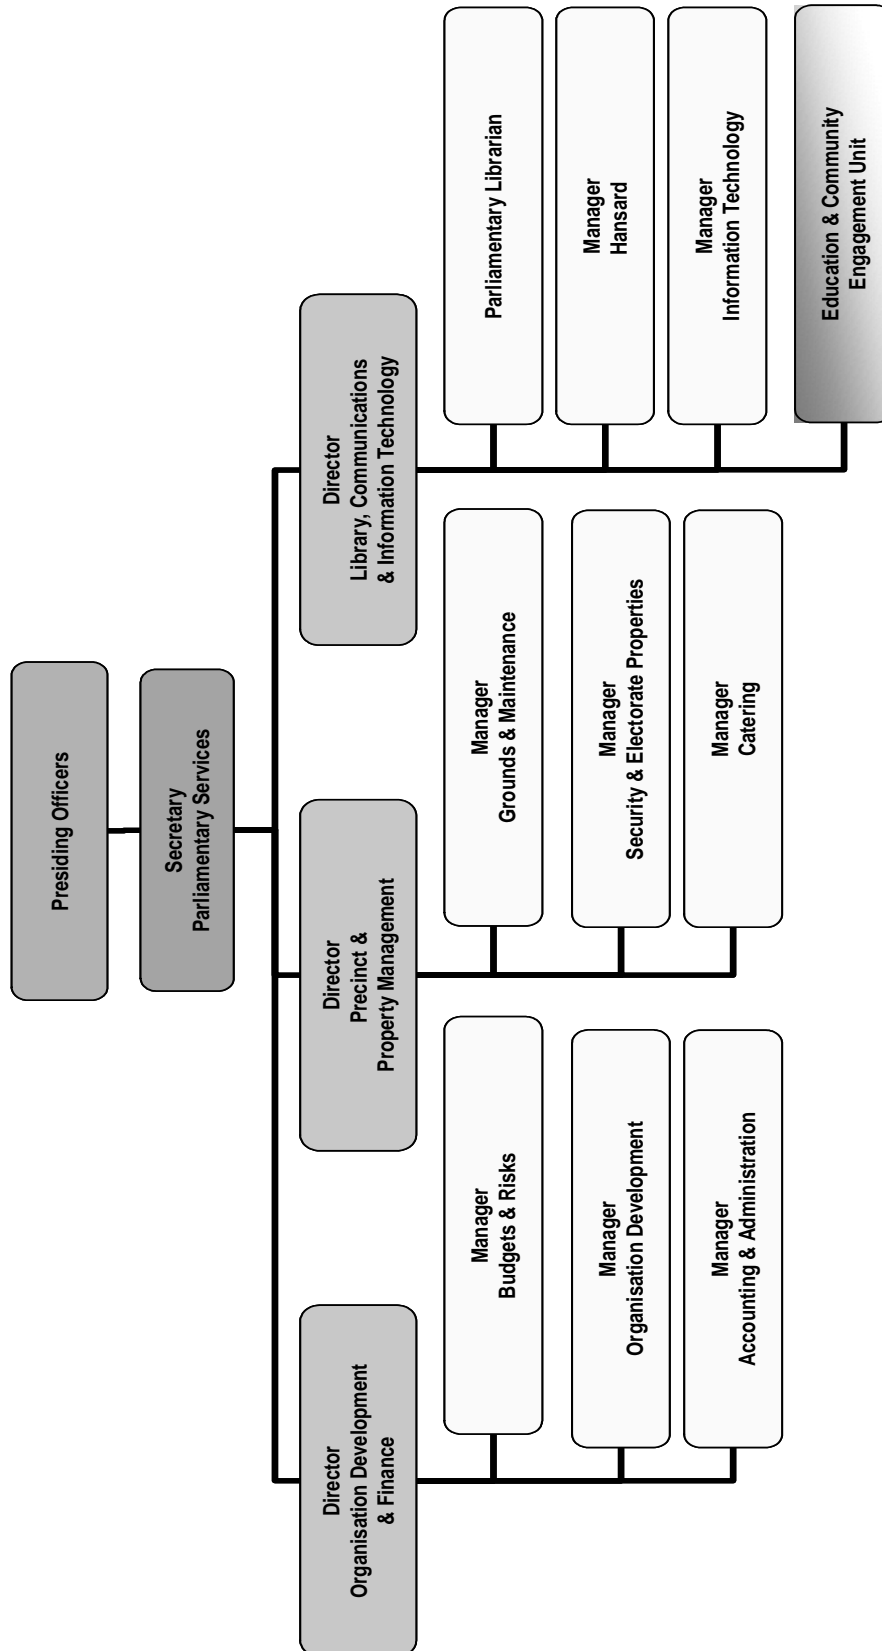 Presiding Officers
Secretary
Parliamentary Services
Director
Organisation Development
& Finance
Manager
Budgets & Risks
Manager
Organisation Development
Manager
Accounting & Administration
Director
Precinct &
Property Management
Manager
Grounds & Maintenance
Manager
Security & Electorate Properties
Manager
Catering
Director
Library, Communications
& Information Technology
Parliamentary Librarian
Manager
Hansard
Manager
Information Technology
Education & Community
Engagement Unit